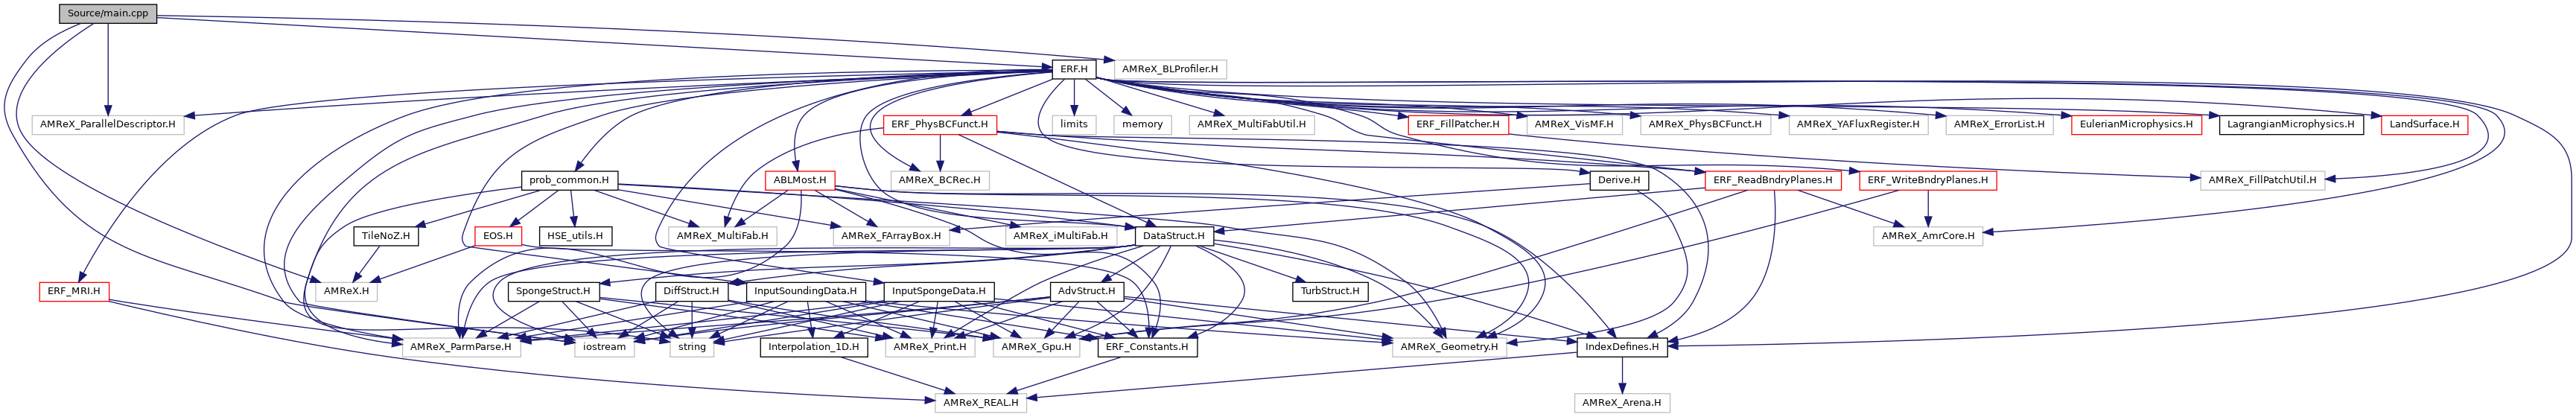 Source/main.cpp
ERF.H
AMReX_BLProfiler.H
AMReX_ParallelDescriptor.H
ERF_PhysBCFunct.H
limits
memory
AMReX_MultiFabUtil.H
ERF_FillPatcher.H
AMReX_VisMF.H
AMReX_PhysBCFunct.H
AMReX_YAFluxRegister.H
AMReX_ErrorList.H
EulerianMicrophysics.H
LagrangianMicrophysics.H
LandSurface.H
prob_common.H
ABLMost.H
AMReX_BCRec.H
Derive.H
ERF_ReadBndryPlanes.H
ERF_WriteBndryPlanes.H
AMReX_FillPatchUtil.H
TileNoZ.H
EOS.H
HSE_utils.H
AMReX_MultiFab.H
AMReX_FArrayBox.H
AMReX_iMultiFab.H
DataStruct.H
AMReX_AmrCore.H
ERF_MRI.H
AMReX.H
SpongeStruct.H
DiffStruct.H
InputSoundingData.H
InputSpongeData.H
AdvStruct.H
TurbStruct.H
AMReX_ParmParse.H
iostream
string
Interpolation_1D.H
AMReX_Print.H
AMReX_Gpu.H
ERF_Constants.H
AMReX_Geometry.H
IndexDefines.H
AMReX_REAL.H
AMReX_Arena.H